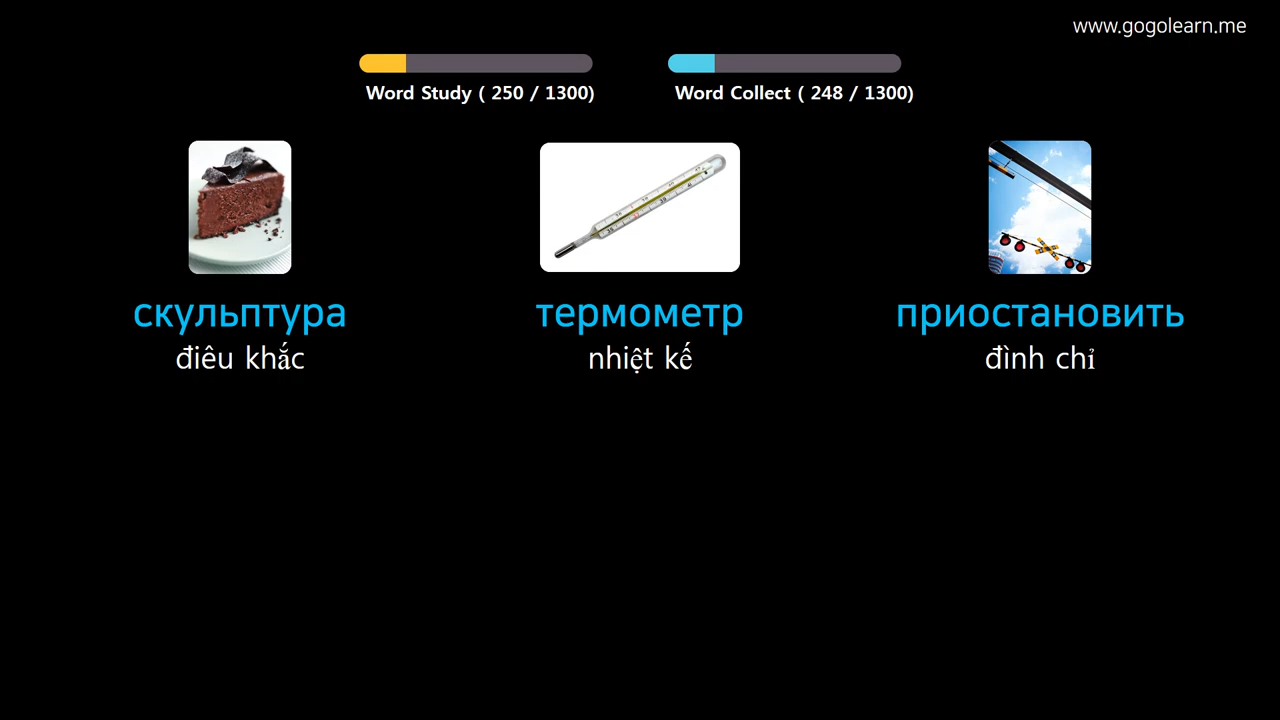 www.gogolearn.me
Word Study ( 250 / 1300)
Word Collect ( 248 / 1300)
скульптура
термометр
приостановить
điêu khắc
nhiệt kế
đình chỉ